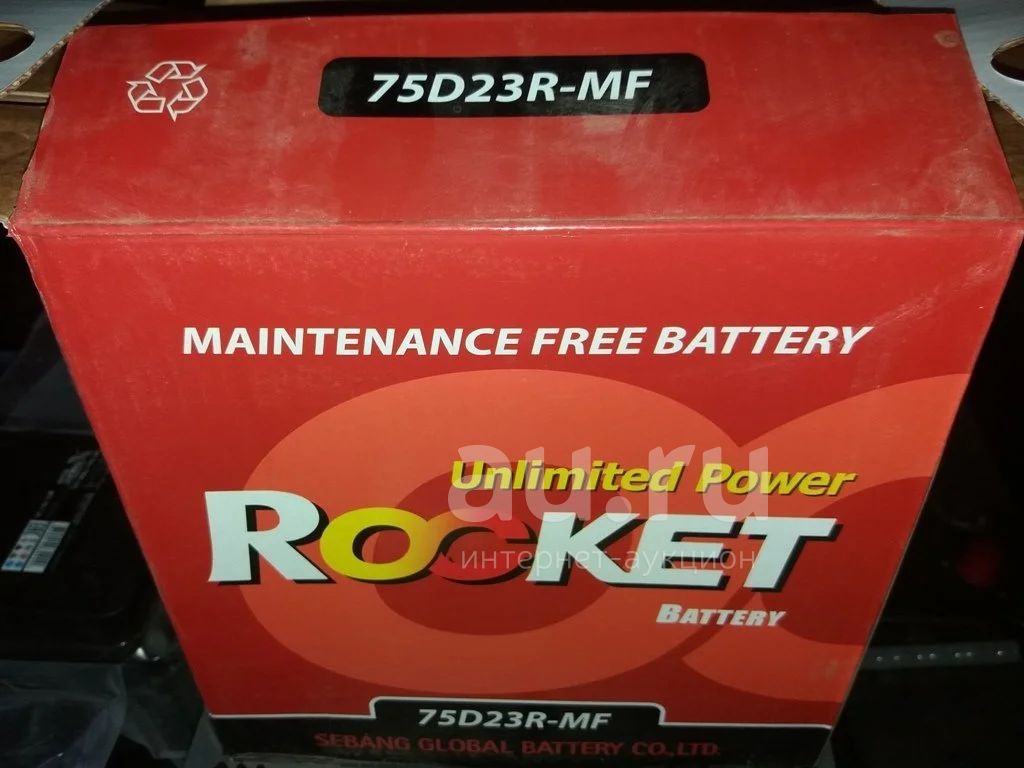 75D23R-MF
MAINTENANCE FREE BATTERY
Unlimited Power
au.ru
ROCKET
интернет-аукцион
BATTERY
75D23R-MF
SEBANG GLOBAL BATTERY CO.,LTD.